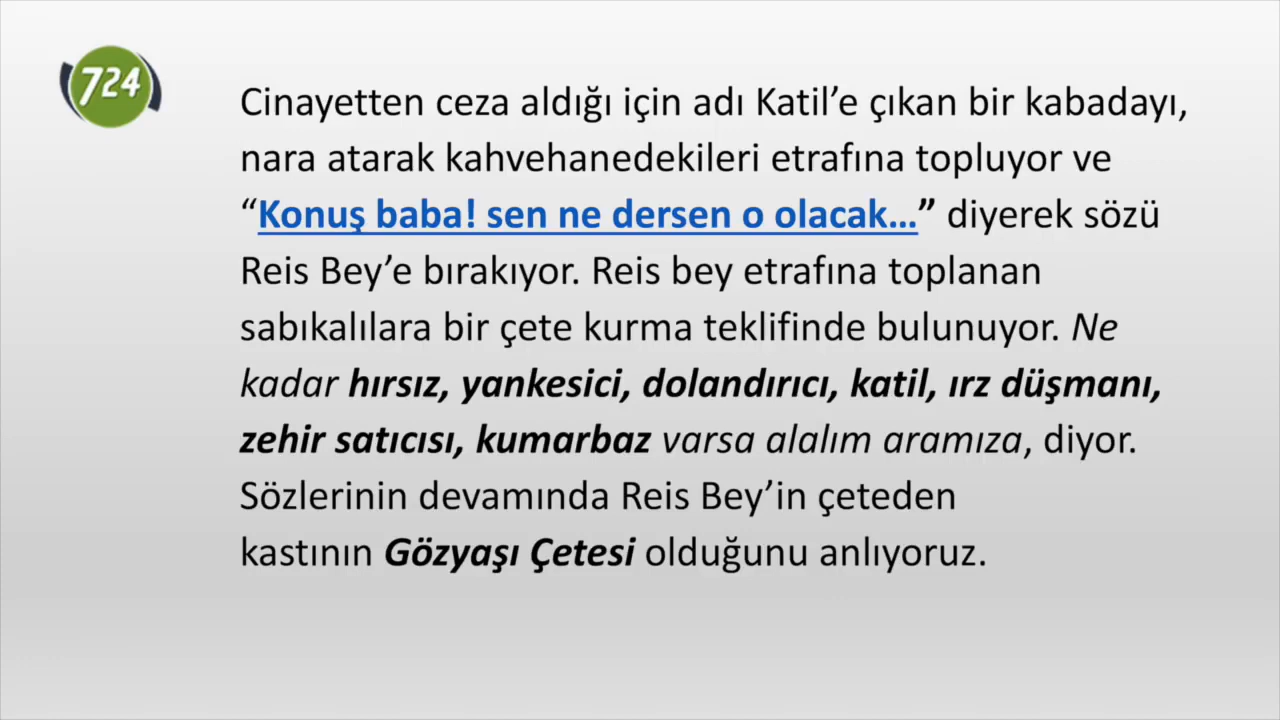 724
Cinayetten ceza aldığı için adı Katil’e çıkan bir kabadayı,
nara atarak kahvehanedekileri etrafına topluyor ve
“Konuş baba! sen ne dersen o olacak…” diyerek sözü
Reis Bey’e bırakıyor. Reis bey etrafına toplanan
sabıkalılara bir çete kurma teklifinde bulunuyor. Ne
kadar hırsız, yankesici, dolandırıcı, katil, ırz düşmanı,
zehir satıcısı, kumarbaz varsa alalım aramıza, diyor.
Sözlerinin devamında Reis Bey’in çeteden
kastının Gözyaşı Çetesi olduğunu anlıyoruz.